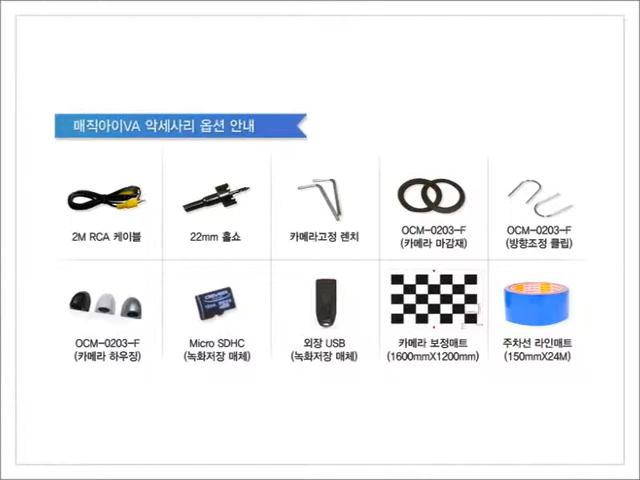 매직아이VA 악세사리 옵션 안내
2M RCA 케이블
22mm 홀쇼
카메라고정 렌치
OCM-0203-F
(카메라 마감재)
OCM-0203-F
(방향조정 클립)
OCM-0203-F
(카메라 하우징)
Micro SDHC
(녹화저장 매체)
외장 USB
(녹화저장 매체)
카메라 보정매트
(1600mmX1200mm)
주차선 라인매트
(150mmX24M)